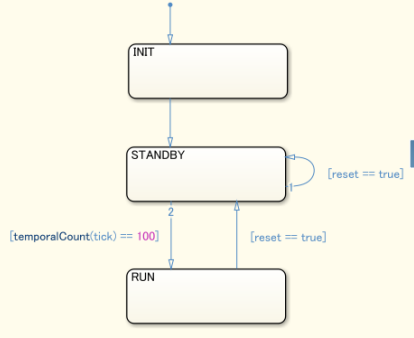 INIT
STANDBY
1
[reset == true]
2
[temporalCount(tick) == 100]
[reset == true]
RUN